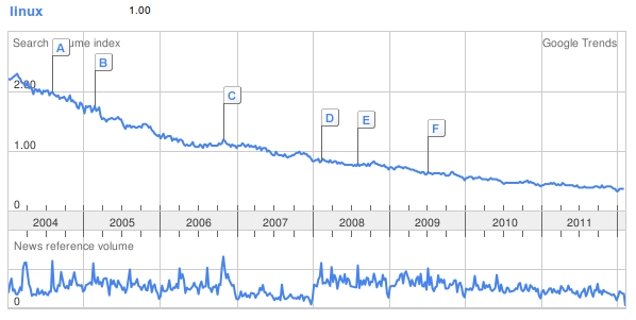 linux 1.00
Search volume index Google Trends
A
B
2.00
C
D
E
F
1.00
0
2004 2005 2006 2007 2008 2009 2010 2011
News reference volume
0